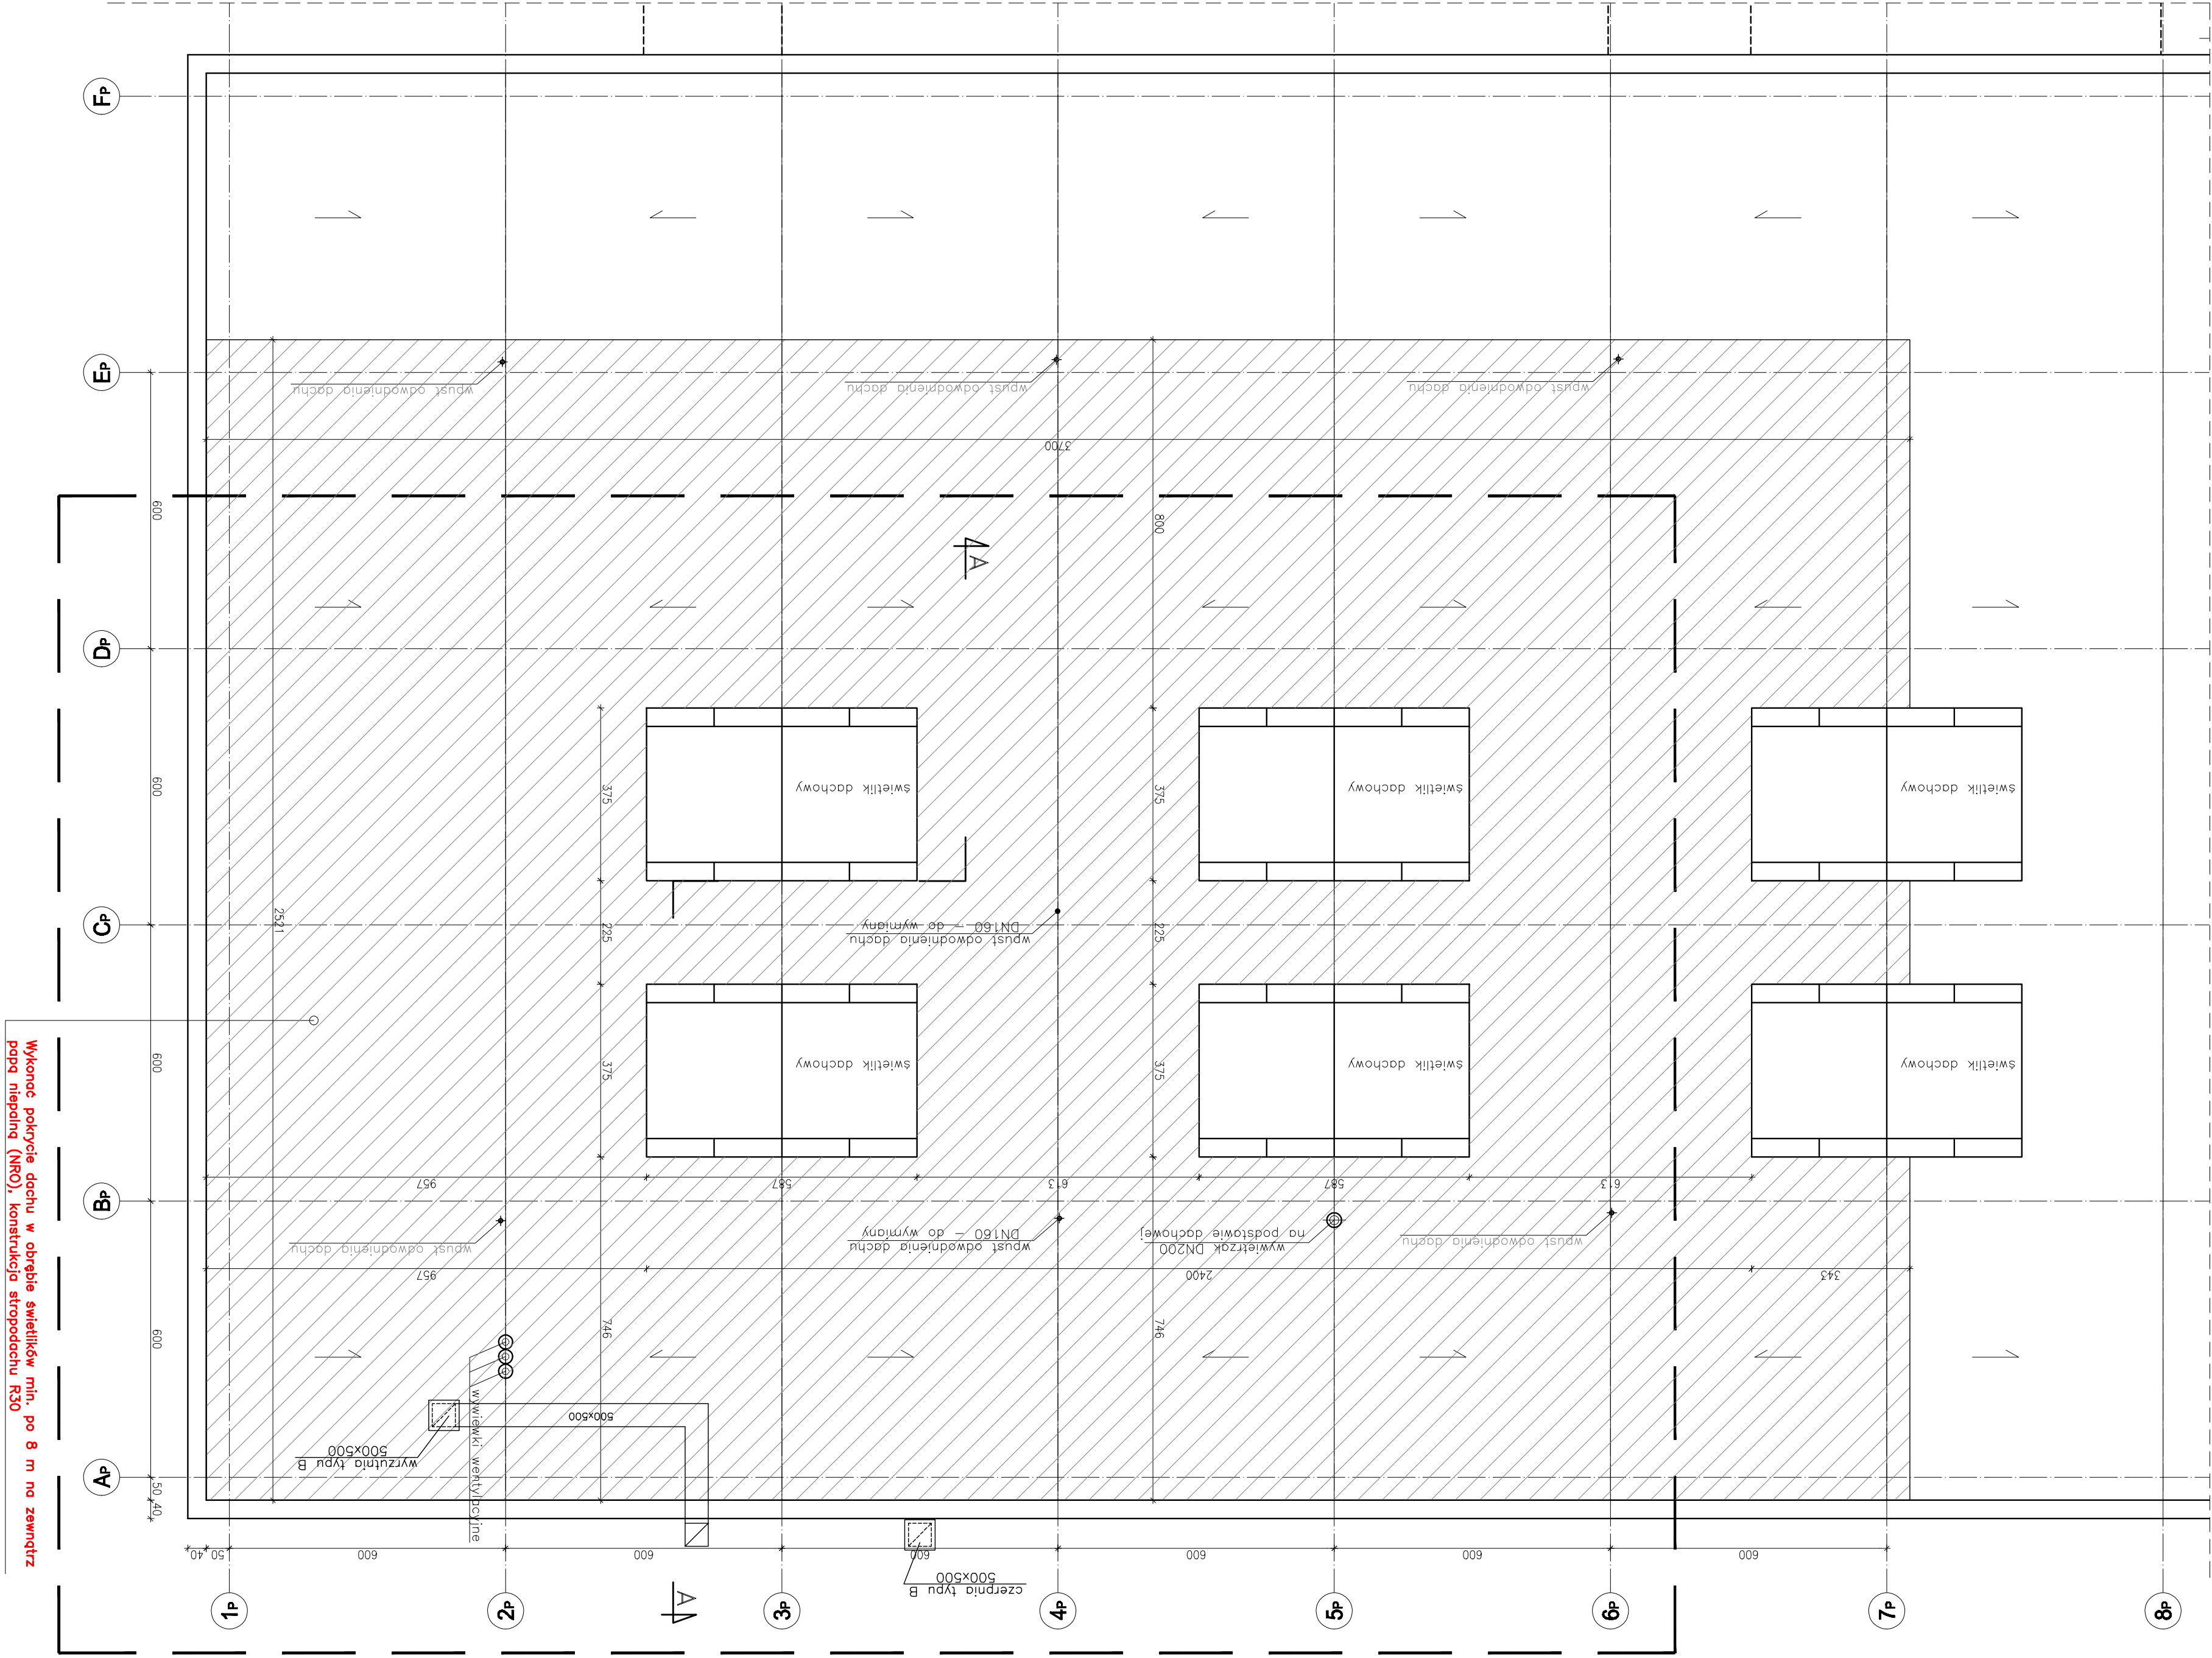 FP
EP
DP
CP
BP
AP
wpust odwodnienia dachu
wpust odwodnienia dachu
wpust odwodnienia dachu
3700
600
800
A
600
375
375
świetlik dachowy
świetlik dachowy
świetlik dachowy
2521
225
225
wpust odwodnienia dachu
DN160 – do wymiany
600
375
375
świetlik dachowy
świetlik dachowy
świetlik dachowy
957
587
613
587
613
wpust odwodnienia dachu
wpust odwodnienia dachu
DN160 – do wymiany
wywietrzak DN200
na podstawie dachowej
wpust odwodnienia dachu
957
2400
343
600
746
746
wywiewki wentylacyjne
500x500
wyrzutnia typu B
500x500
50
40
40
50
600
600
600
600
600
600
czerpnia typu B
500x500
A
1P
2P
3P
4P
5P
6P
7P
8P
Wykonać pokrycie dachu w obrębie świetlików min. po 8 m na zewnątrz
papą niepalną (NRO), konstrukcja stropodachu R30